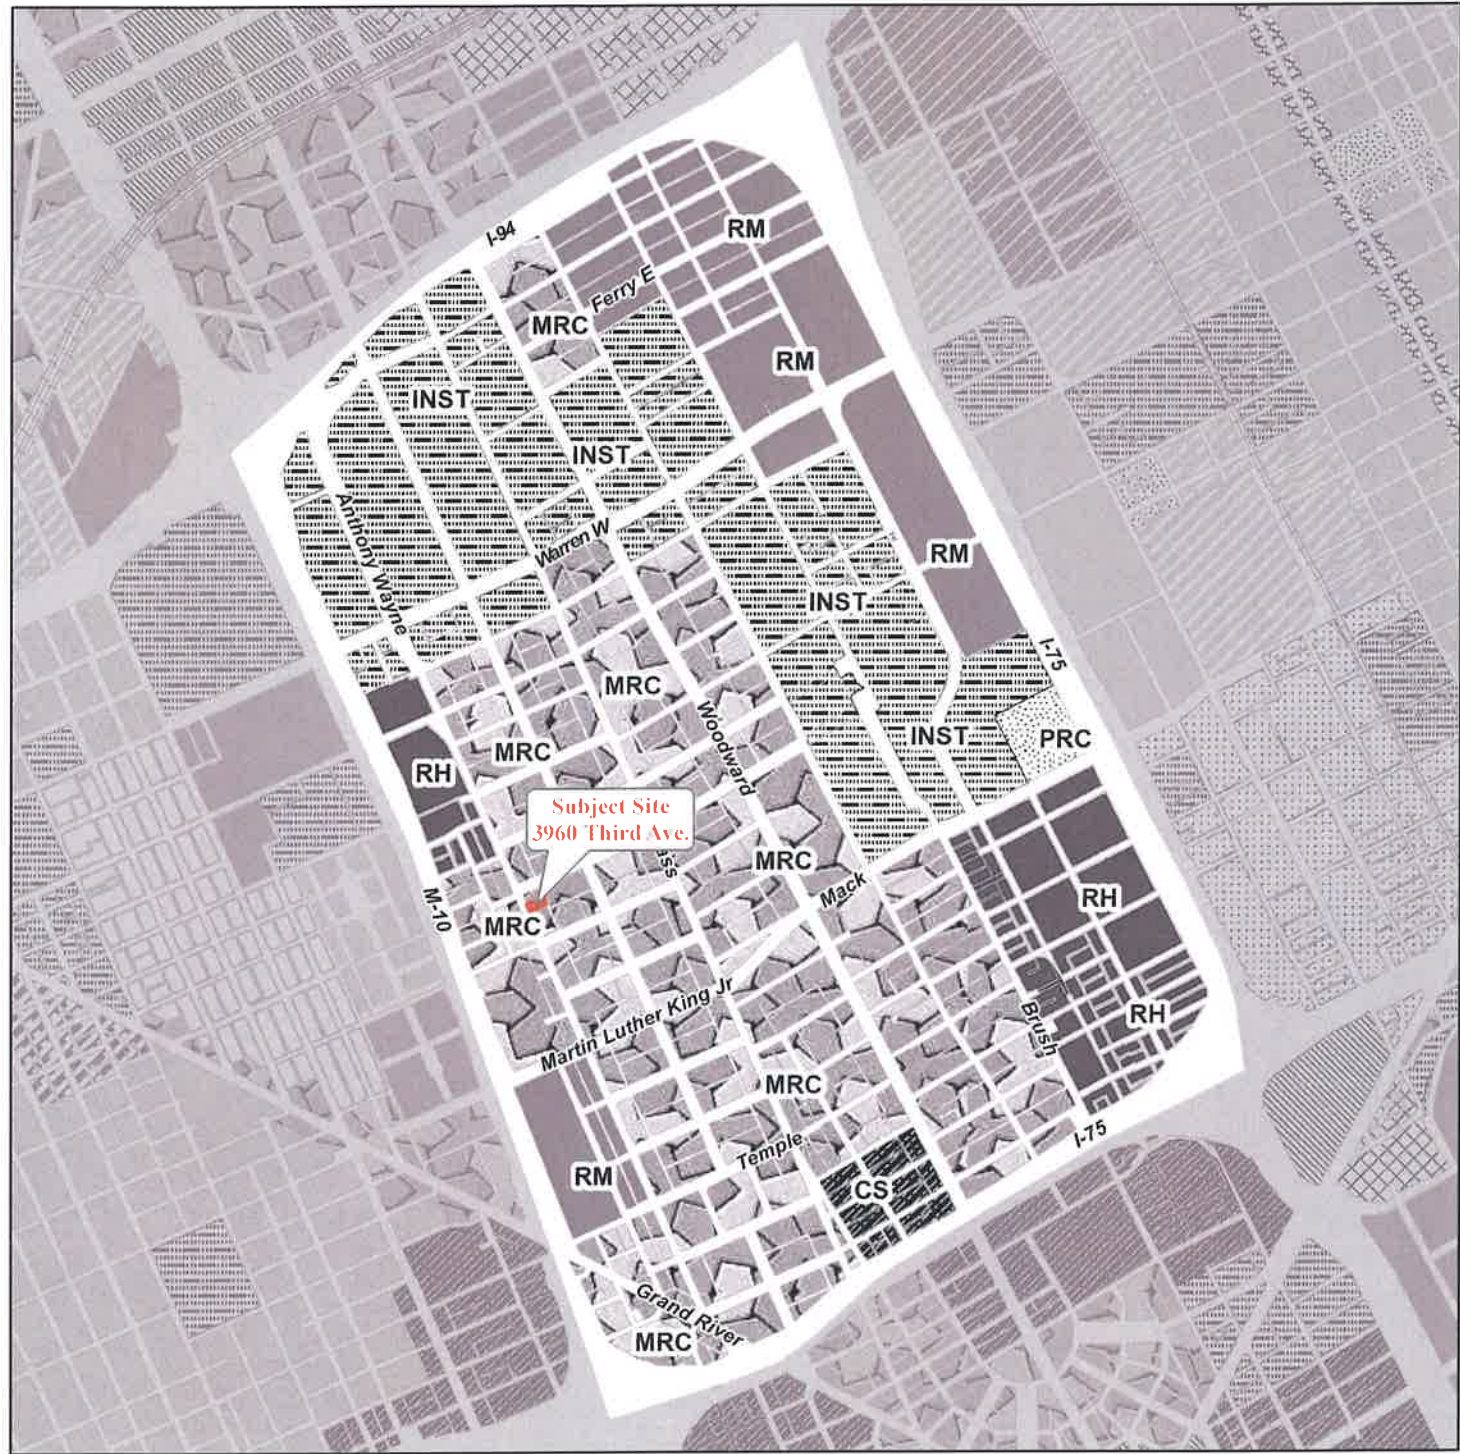 RM
I-94
Ferry E
MRC
RM
INST
INST
Anthony Wayne
Warren W
RM
INST
I-75
MRC
Woodward
INST
PRC
MRC
RH
Subject Site
3960 Third Ave.
MRC
Mack
M-10
MRC
RH
Martin Luther King Jr
Brush
RH
MRC
Temple
I-75
RM
CS
Grand River
MRC